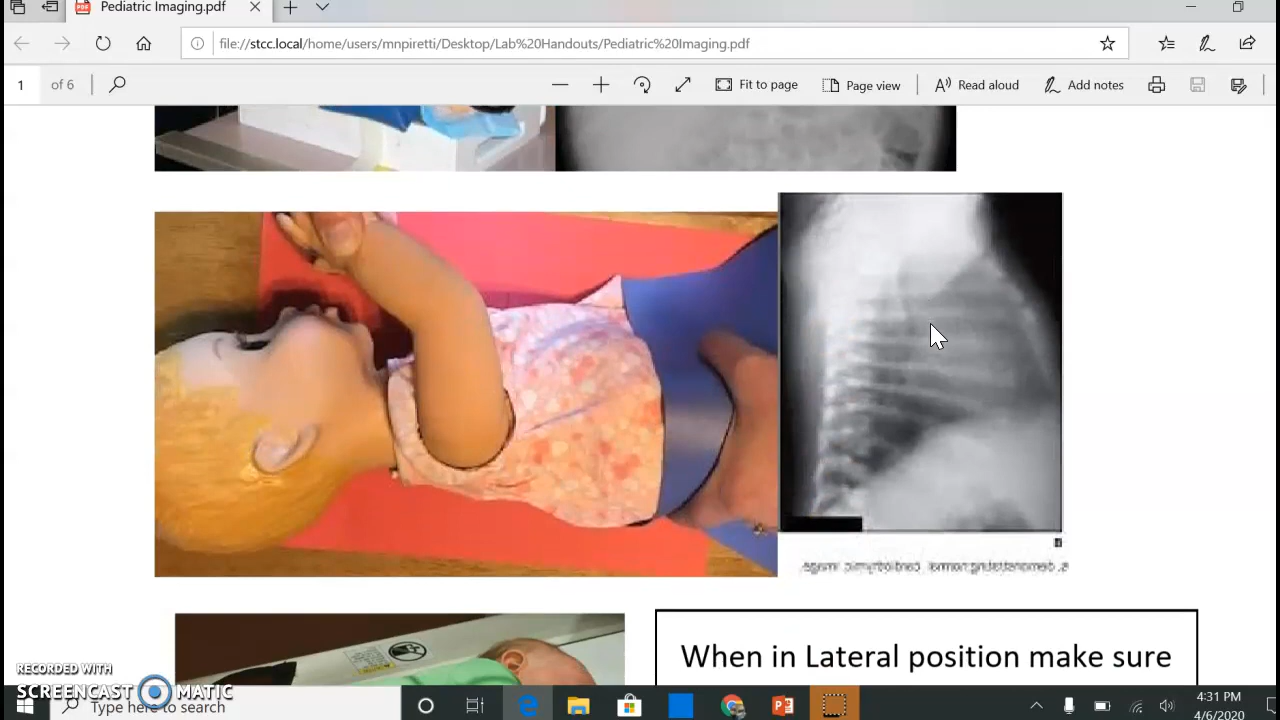 Pediatric Imaging.pdf
file://stcc.local/home/users/mnpiretti/Desktop/Lab%20Handouts/Pediatric%20Imaging.pdf
1 of 6
Fit to page
Page view
Read aloud
Add notes
When in Lateral position make sure
RECORDED WITH
SCREENCAST MATIC
Type here to search
4:31 PM
4/6/2020